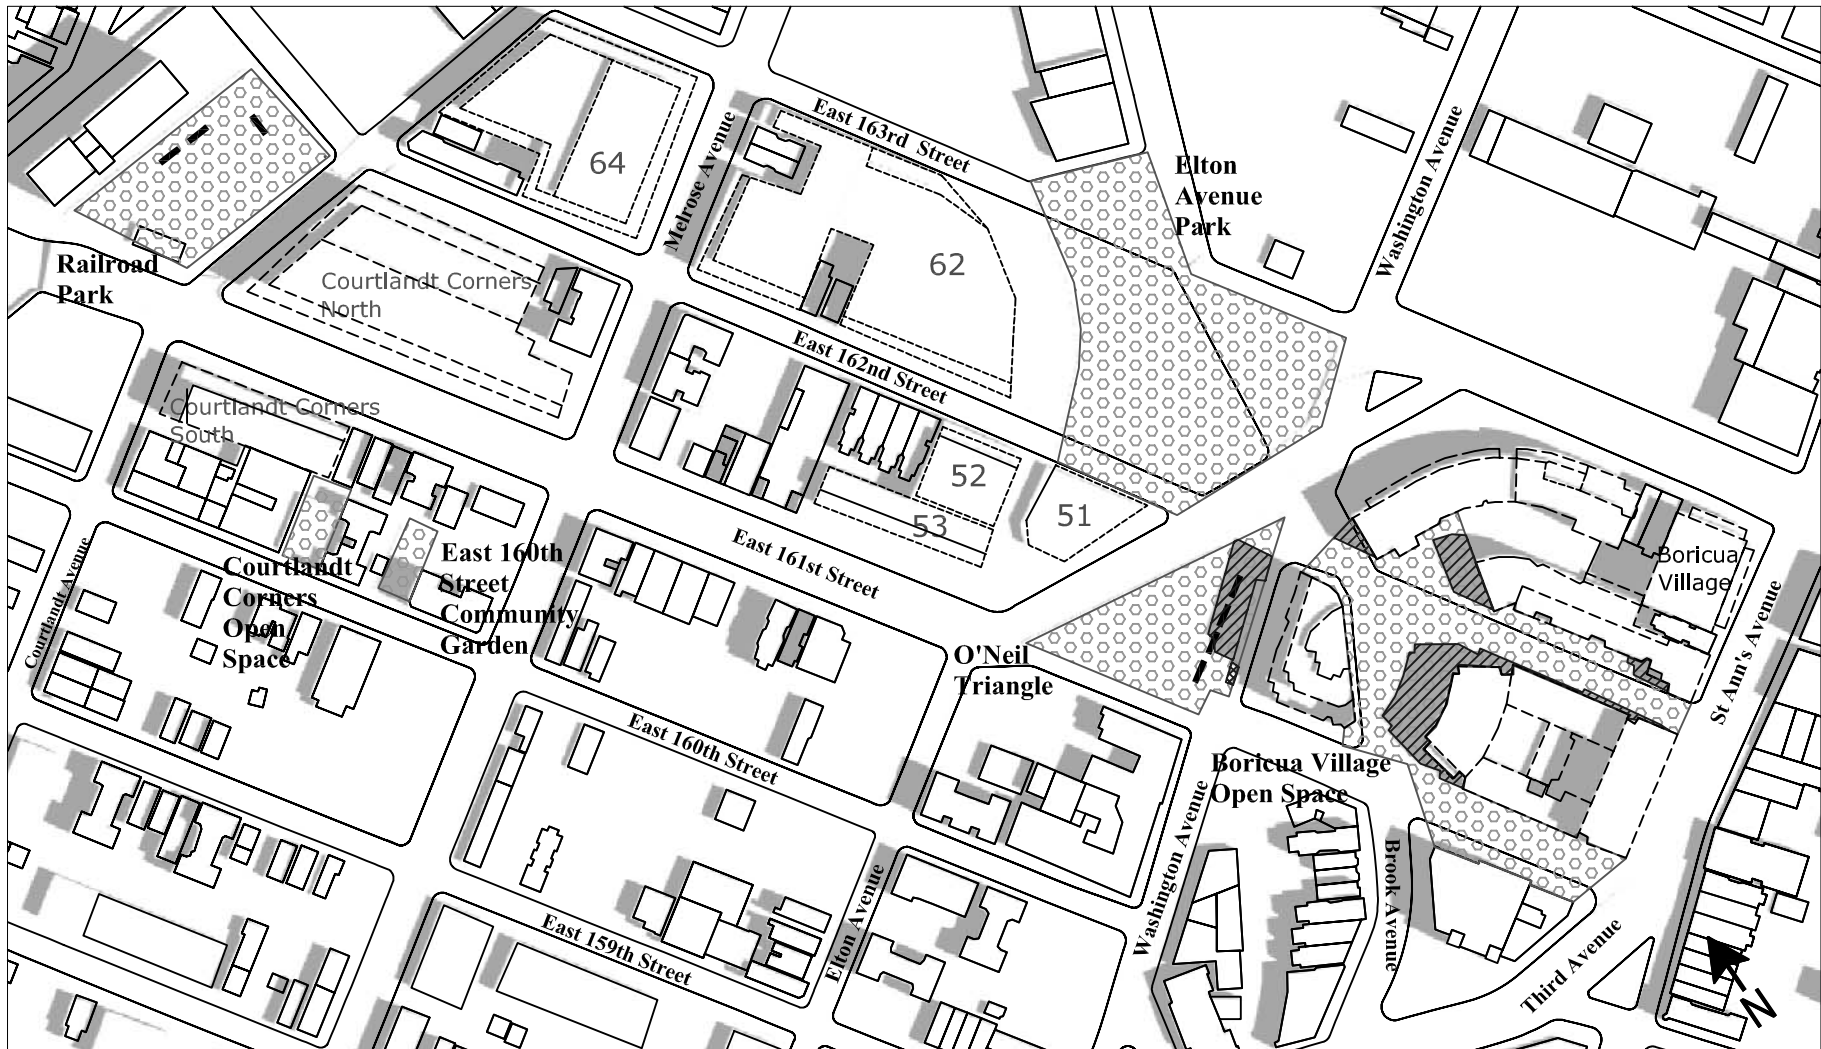 East 163rd Street
Elton
Avenue
Park
Washington Avenue
64
Melrose Avenue
62
Railroad
Park
Courtlandt Corners
North
East 162nd Street
Courtlandt Corners
South
52
51
53
East 161st Street
Boricua
Village
Courtlandt Avenue
Courtlandt
Corners
Open
Space
East 160th
Street
Community
Garden
O'Neil
Triangle
St Ann's Avenue
East 160th Street
Boricua Village
Open Space
Washington Avenue
Brook Avenue
Elton Avenue
East 159th Street
Third Avenue
N